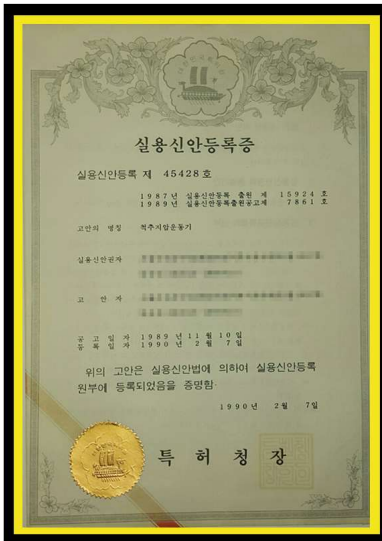 실용신안등록증
실용신안등록 제 45428호
1987년 실용신안등록 출원 제 15924 호
1989년 실용신안등록출원공고제 7861 호
고안의 명칭 척추지압운동기
실용신안권자
고안자
공고일자 1989 년 11 월 10 일
등록일자 1990 년 2 월 7 일
위의 고안은 실용신안법에 의하여 실용신안등록
원부에 등록되었음을 증명함
1990년 2월 7일
특허청장